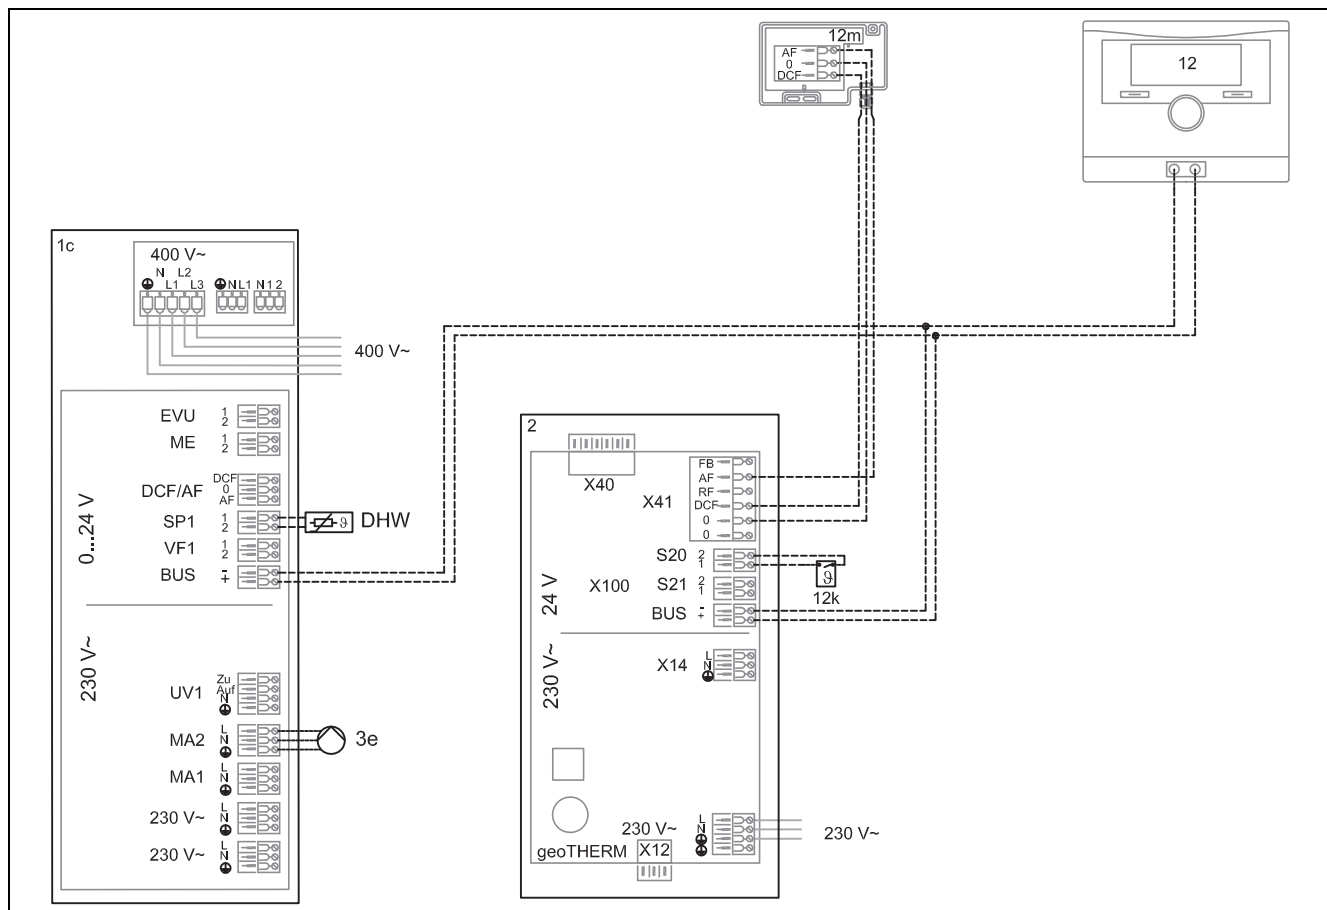 12m
AF
0
DCF
12
1c
400 V~
N L2
L1 L3
N L1
N 1 2
400 V~
EVU 1
2
ME 1
2
DCF/AF DCF
0
AF
SP1 1
2
DHW
VF1 1
2
BUS -
+
0...24 V
230 V~
UV1 Zu
Auf
N
MA2 L
N
3e
MA1 L
N
230 V~ L
N
230 V~ L
N
2
X40
X41
FB
AF
RF
DCF
0
0
S20 2
1
S21 2
1
X100
BUS -
+
12k
24 V
230 V~
X14 L
N
230 V~
L
N
230 V~
geoTHERM X12